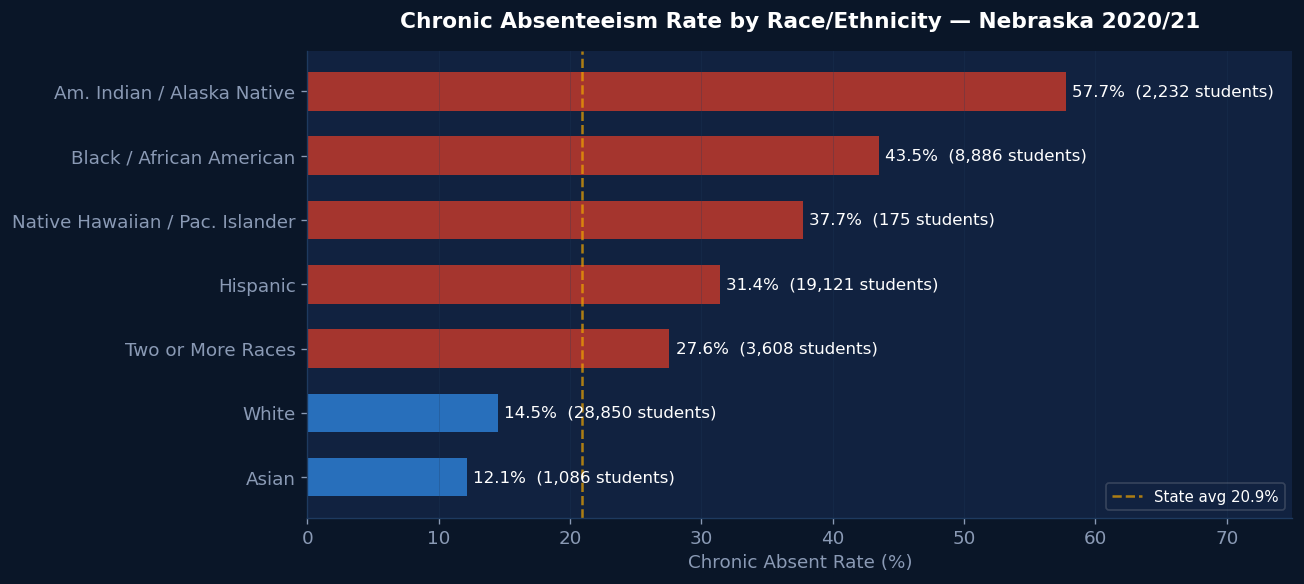 Chronic Absenteeism Rate by Race/Ethnicity — Nebraska 2020/21
Am. Indian / Alaska Native
57.7% (2,232 students)
Black / African American
43.5% (8,886 students)
Native Hawaiian / Pac. Islander
37.7% (175 students)
Hispanic
31.4% (19,121 students)
Two or More Races
27.6% (3,608 students)
White
14.5% (28,850 students)
Asian
12.1% (1,086 students)
State avg 20.9%
0 10 20 30 40 50 60 70
Chronic Absent Rate (%)